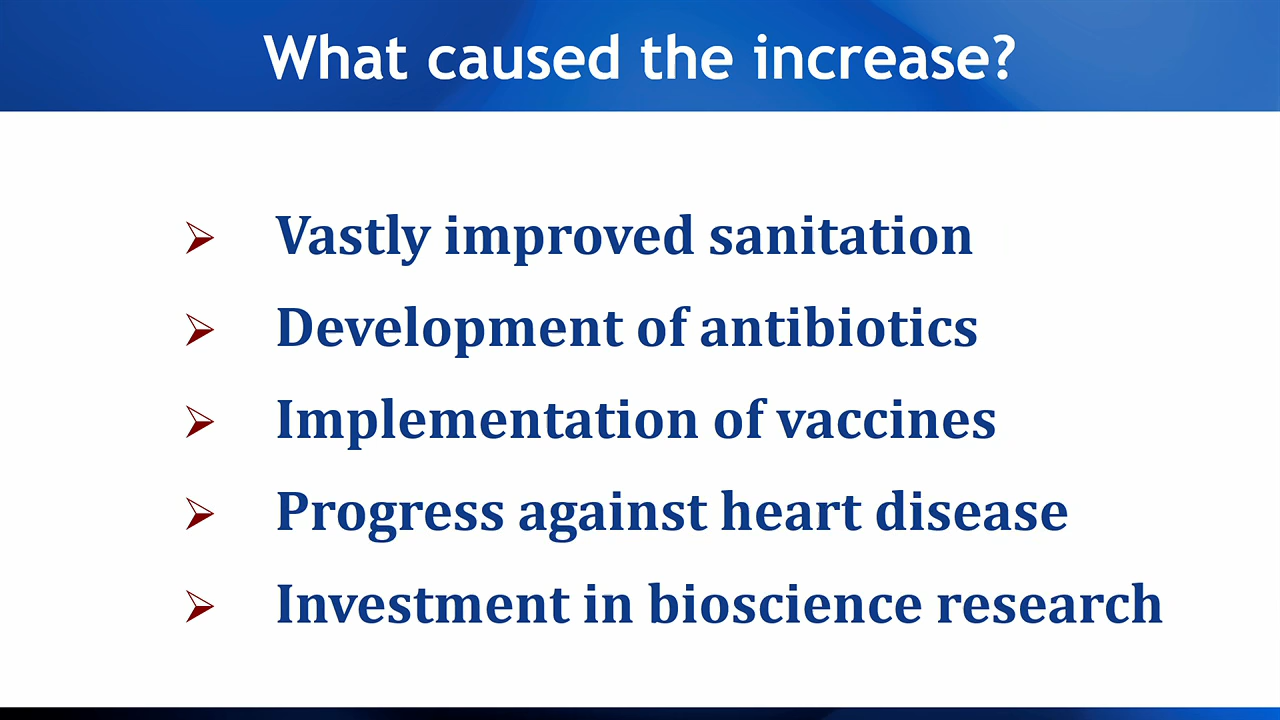 What caused the increase?
Vastly improved sanitation
Development of antibiotics
Implementation of vaccines
Progress against heart disease
Investment in bioscience research